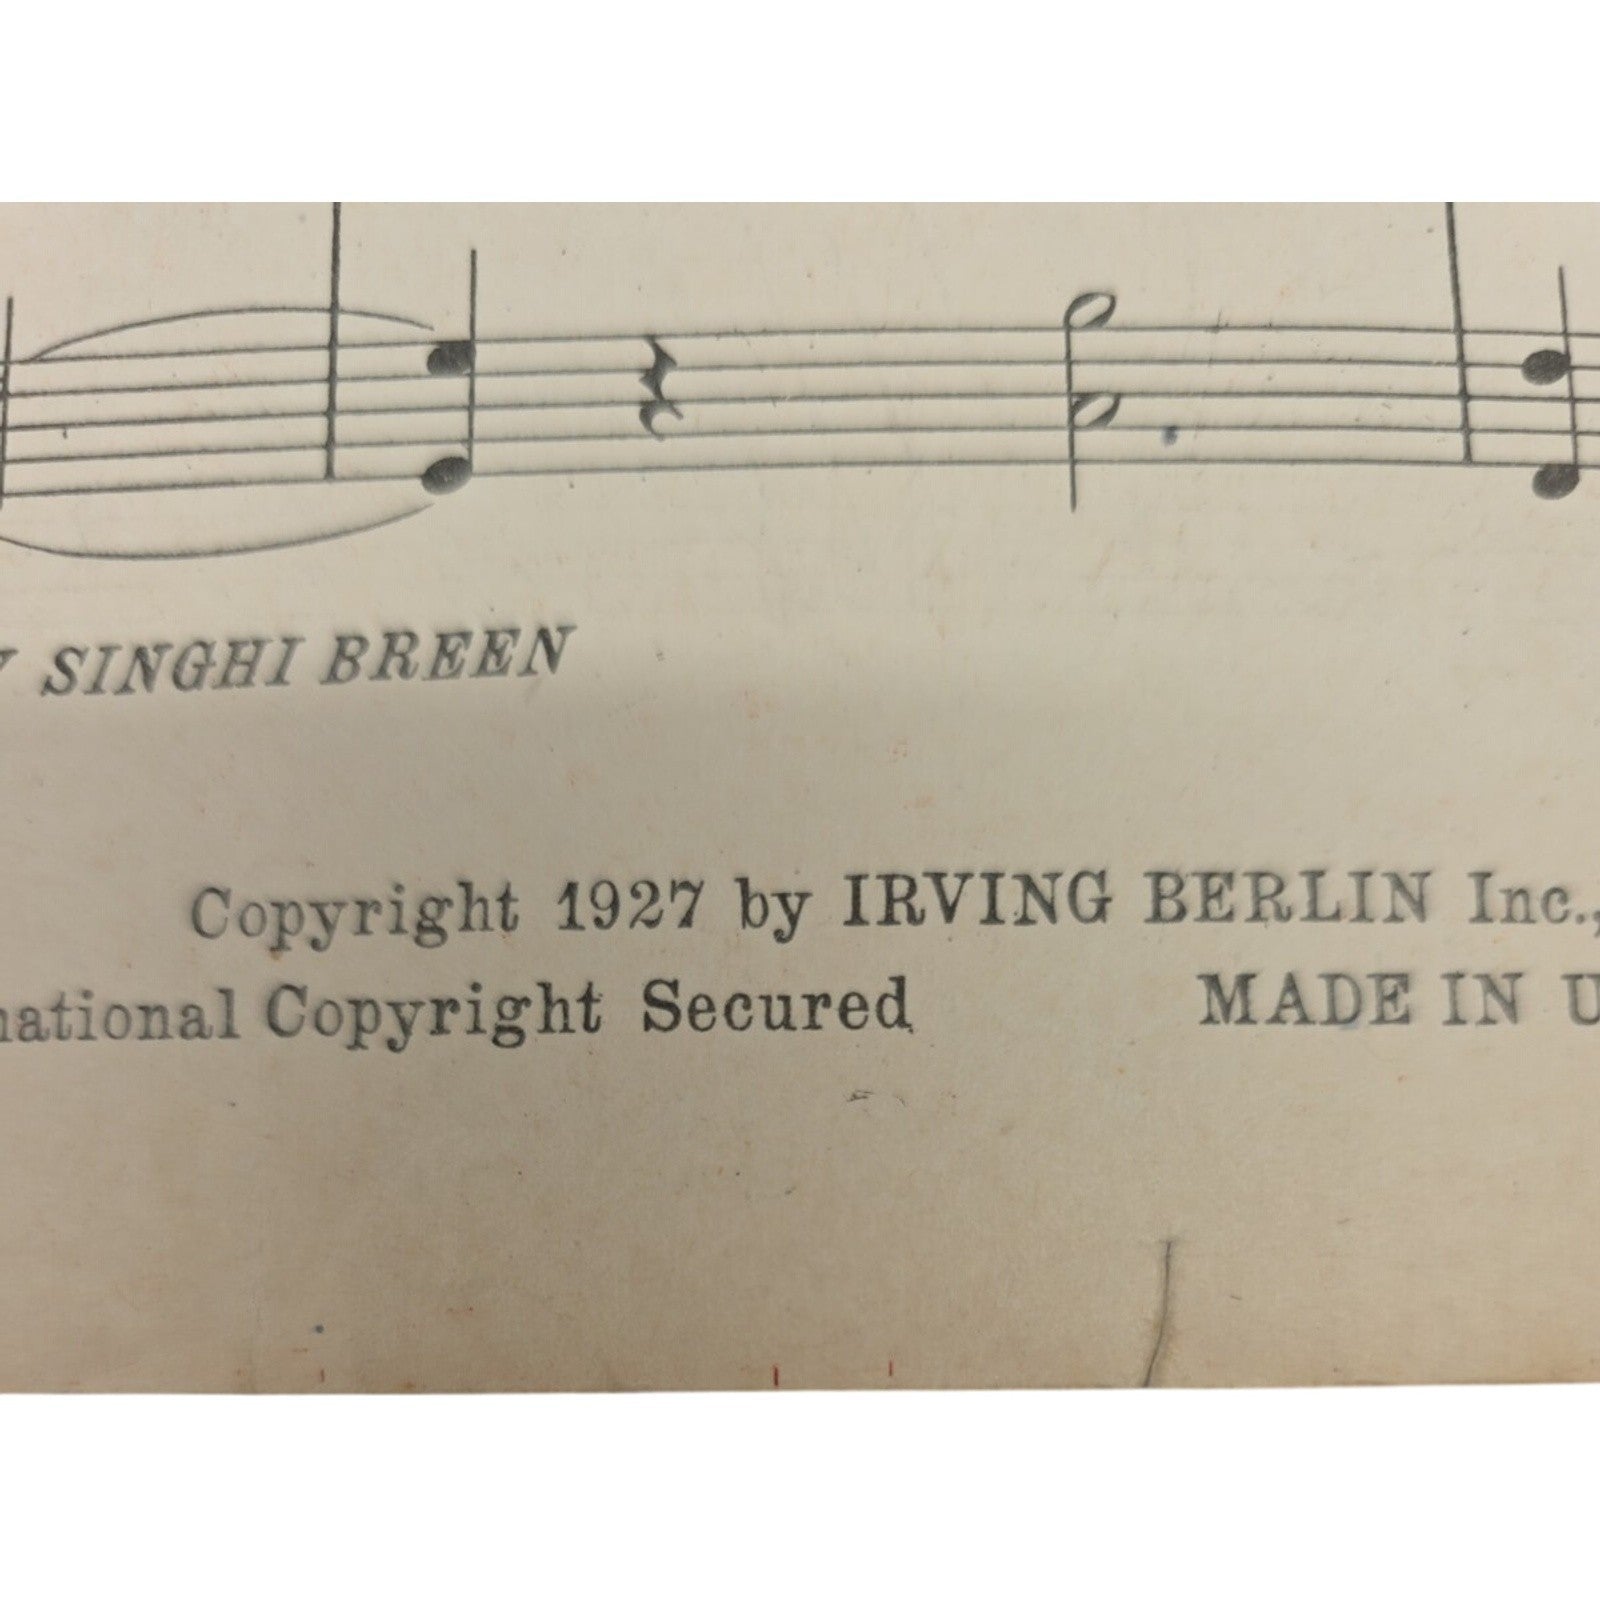 Y SINGHI BREEN
Copyright 1927 by IRVING BERLIN Inc.,
national Copyright Secured MADE IN U